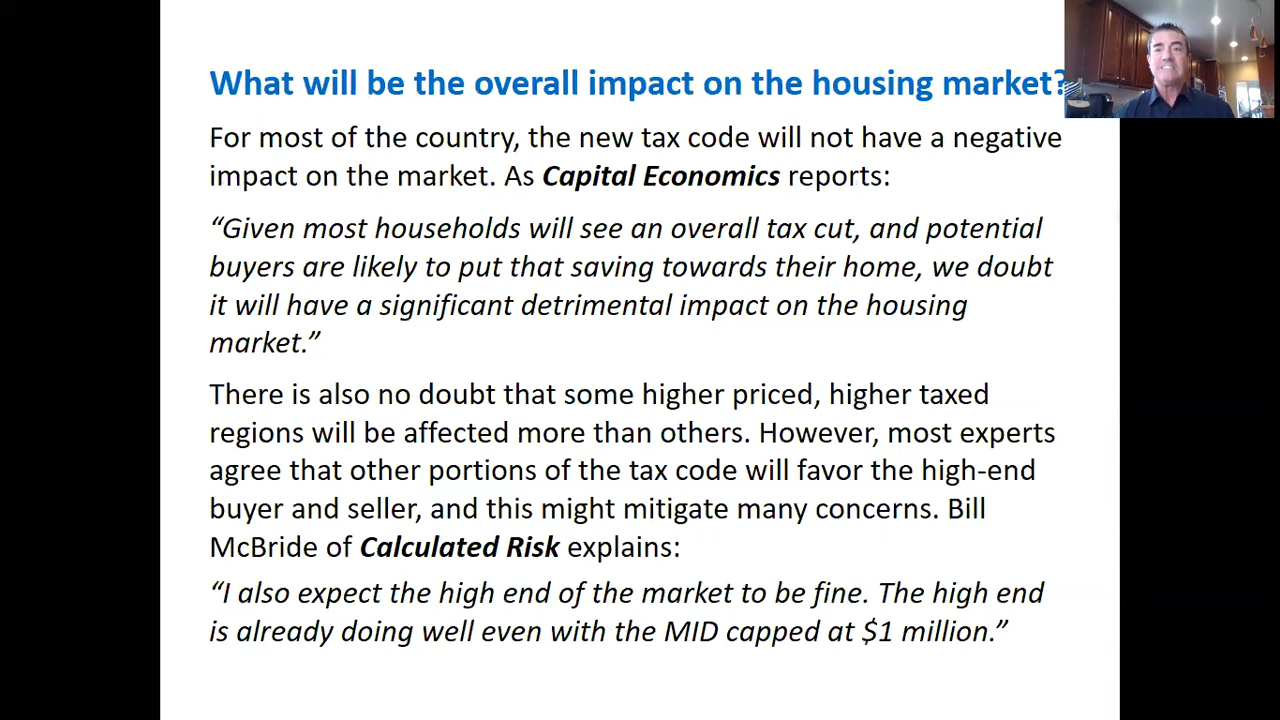 What will be the overall impact on the housing market?
For most of the country, the new tax code will not have a negative
impact on the market. As Capital Economics reports:
“Given most households will see an overall tax cut, and potential
buyers are likely to put that saving towards their home, we doubt
it will have a significant detrimental impact on the housing
market.”
There is also no doubt that some higher priced, higher taxed
regions will be affected more than others. However, most experts
agree that other portions of the tax code will favor the high-end
buyer and seller, and this might mitigate many concerns. Bill
McBride of Calculated Risk explains:
“I also expect the high end of the market to be fine. The high end
is already doing well even with the MID capped at $1 million.”